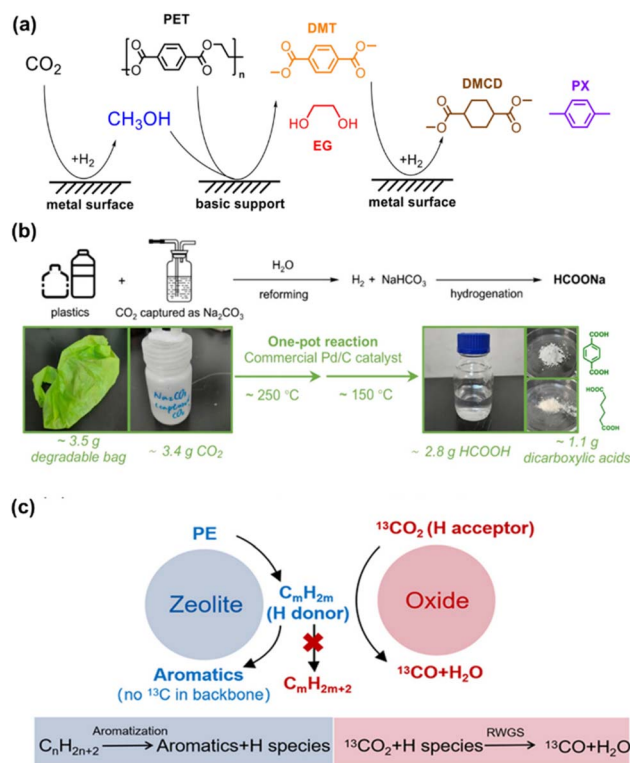 (a)
PET
DMT
CO₂
n
CH₃OH
DMCD
PX
HO
OH
EG
+H₂
+H₂
metal surface
basic support
metal surface
(b)
H₂O
+
H₂ + NaHCO₃
HCOONa
plastics
CO₂ captured as Na₂CO₃
reforming
hydrogenation
One-pot reaction
Commercial Pd/C catalyst
~ 250 °C
~ 150 °C
COOH
COOH
HOOC
COOH
~ 3.5 g
degradable bag
~ 3.4 g CO₂
~ 2.8 g HCOOH
~ 1.1 g
dicarboxylic acids
(c)
PE
¹³CO₂ (H acceptor)
Zeolite
CₘH₂ₘ
(H donor)
Oxide
Aromatics
(no ¹³C in backbone)
CₘH₂ₘ₊₂
¹³CO+H₂O
CₙH₂ₙ₊₂ Aromatization Aromatics+H species
¹³CO₂+H species RWGS ¹³CO+H₂O